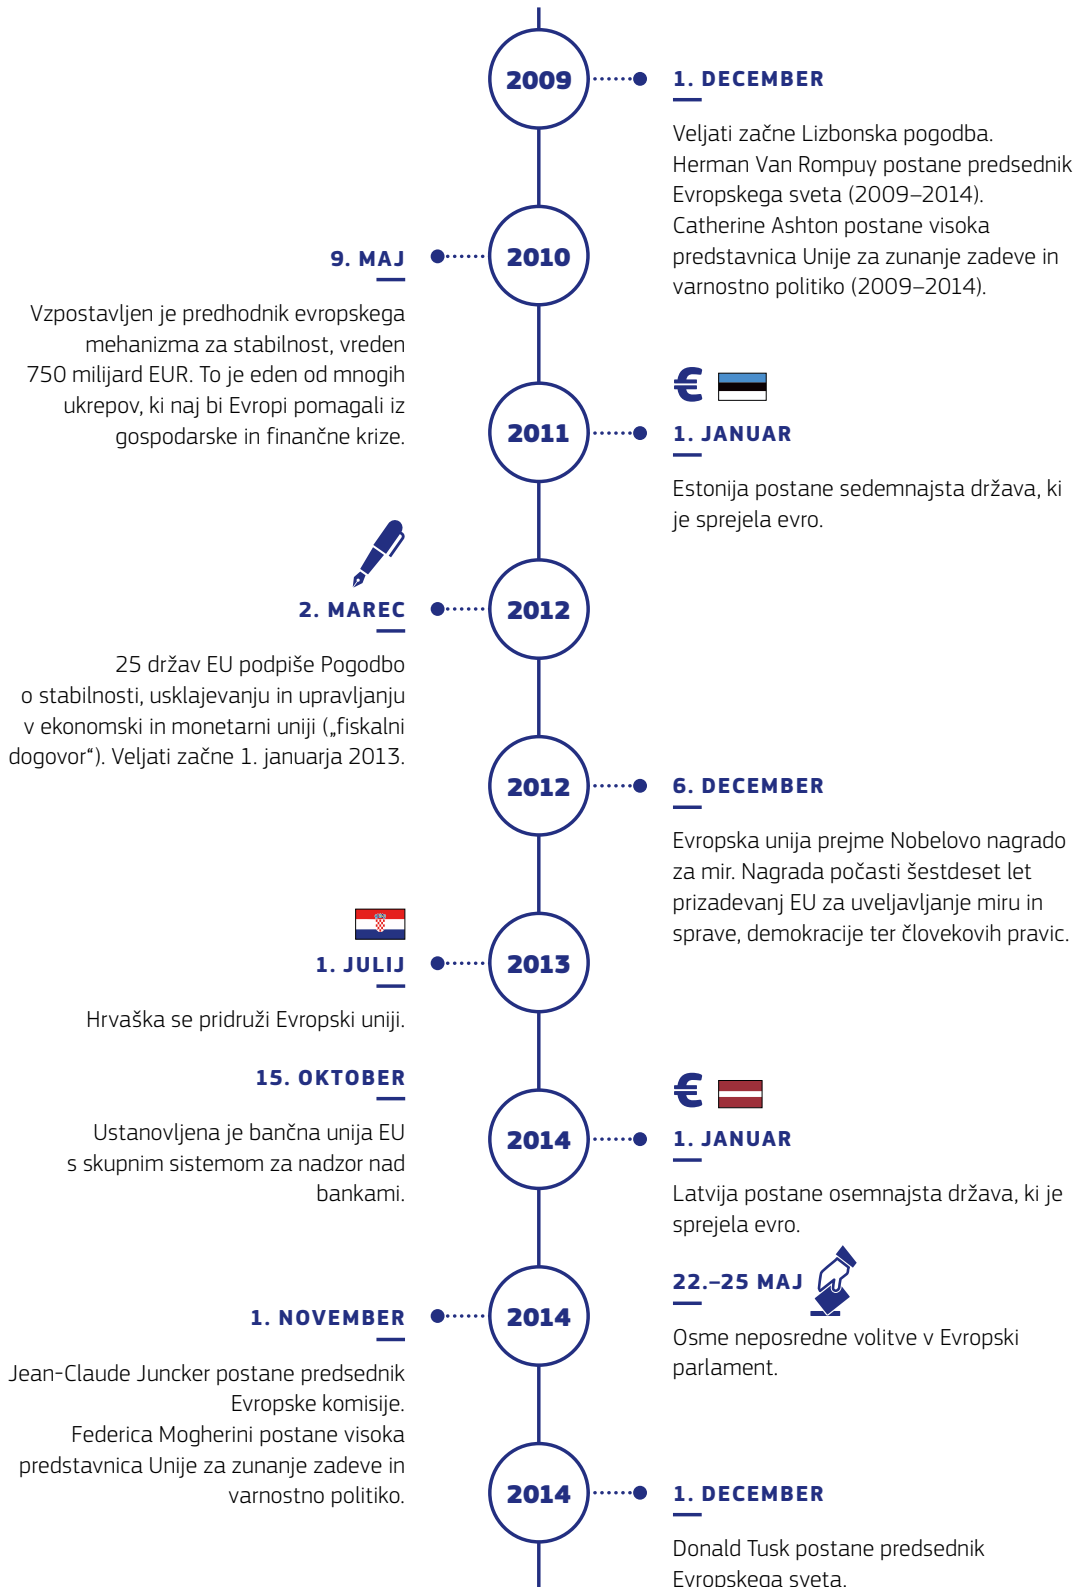 2009
1. DECEMBER
Veljati začne Lizbonska pogodba.
Herman Van Rompuy postane predsednik
Evropskega sveta (2009–2014).
Catherine Ashton postane visoka
predstavnica Unije za zunanje zadeve in
varnostno politiko (2009–2014).
9. MAJ
2010
Vzpostavljen je predhodnik evropskega
mehanizma za stabilnost, vreden
750 milijard EUR. To je eden od mnogih
ukrepov, ki naj bi Evropi pomagali iz
gospodarske in finančne krize.
€
2011
1. JANUAR
Estonija postane sedemnajsta država, ki
je sprejela evro.
2. MAREC
2012
25 držav EU podpiše Pogodbo
o stabilnosti, usklajevanju in upravljanju
v ekonomski in monetarni uniji („fiskalni
dogovor“). Veljati začne 1. januarja 2013.
2012
6. DECEMBER
Evropska unija prejme Nobelovo nagrado
za mir. Nagrada počasti šestdeset let
prizadevanj EU za uveljavljanje miru in
sprave, demokracije ter človekovih pravic.
1. JULIJ
2013
Hrvaška se pridruži Evropski uniji.
15. OKTOBER
Ustanovljena je bančna unija EU
s skupnim sistemom za nadzor nad
bankami.
€
2014
1. JANUAR
Latvija postane osemnajsta država, ki je
sprejela evro.
22.–25 MAJ
Osme neposredne volitve v Evropski
parlament.
1. NOVEMBER
2014
Jean-Claude Juncker postane predsednik
Evropske komisije.
Federica Mogherini postane visoka
predstavnica Unije za zunanje zadeve in
varnostno politiko.
2014
1. DECEMBER
Donald Tusk postane predsednik
Evropskega sveta.